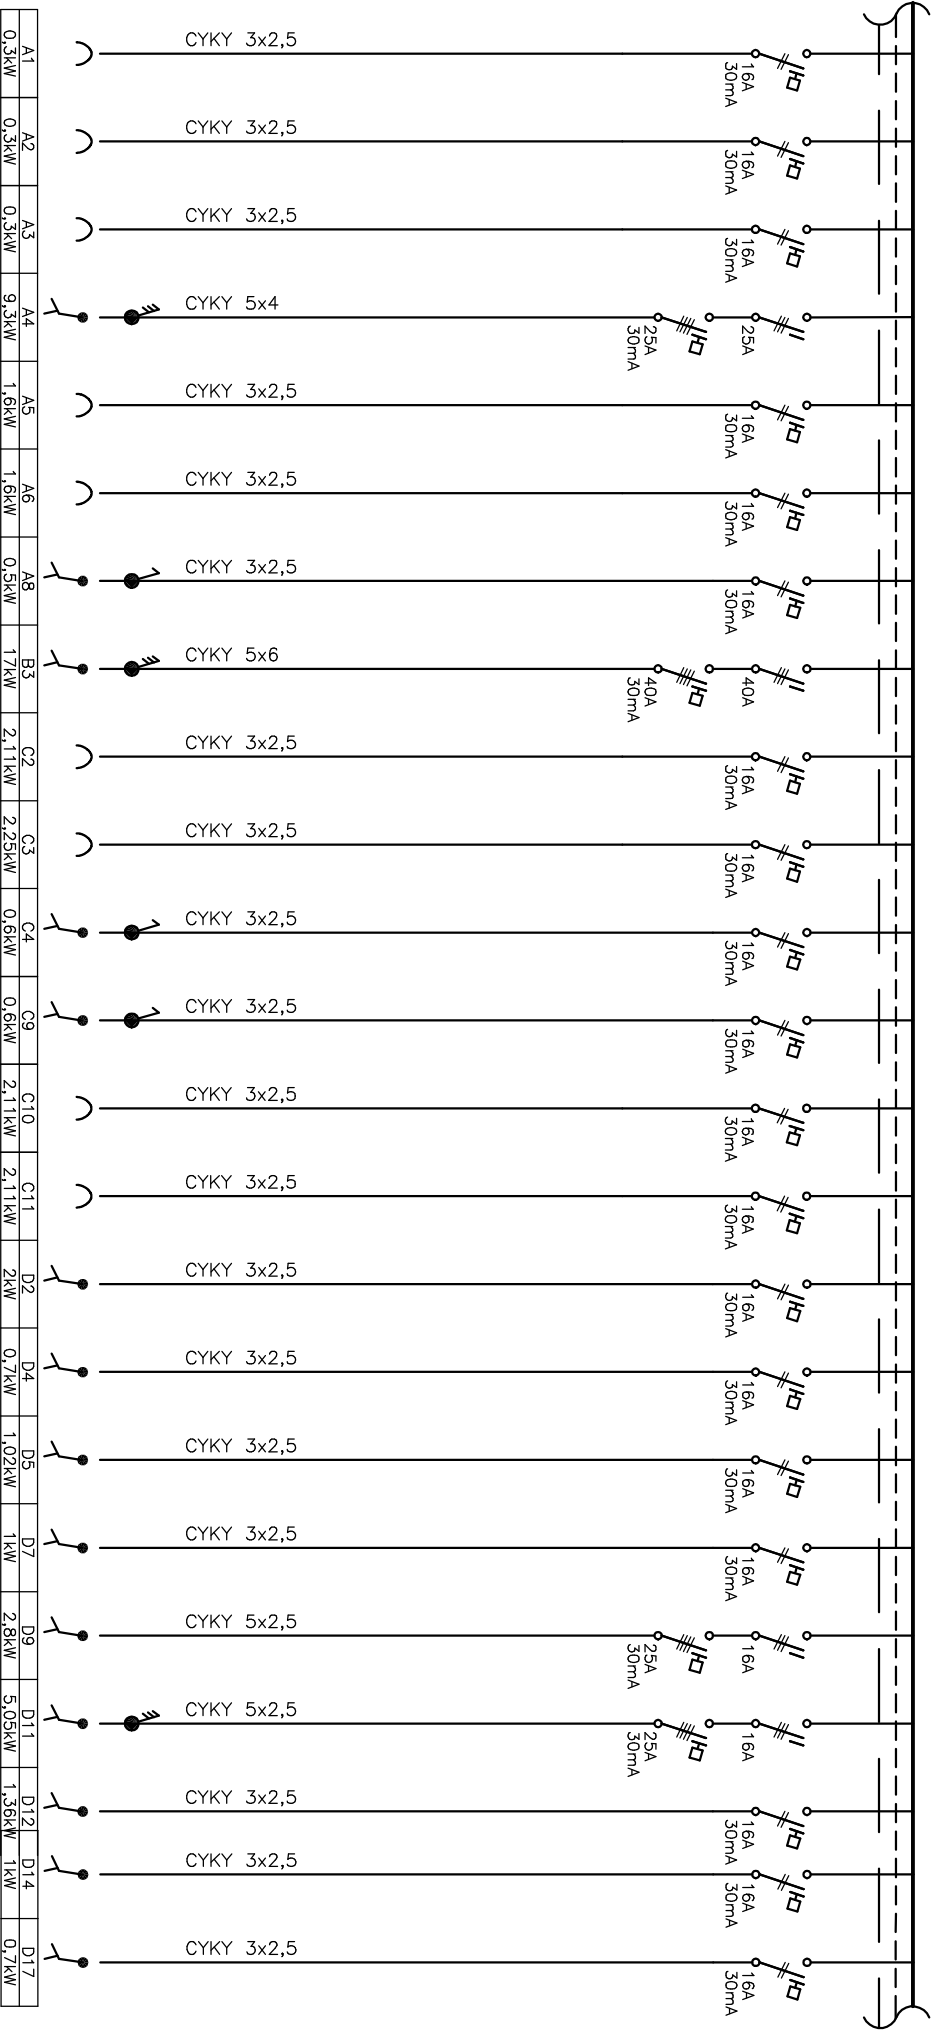 CYKY 3x2,5
16A
30mA
A1
0,3kW
CYKY 3x2,5
16A
30mA
A2
0,3kW
CYKY 3x2,5
16A
30mA
A3
0,3kW
CYKY 5x4
25A
30mA
25A
A4
9,3kW
CYKY 3x2,5
16A
30mA
A5
1,6kW
CYKY 3x2,5
16A
30mA
A6
1,6kW
CYKY 3x2,5
16A
30mA
A8
0,5kW
CYKY 5x6
40A
30mA
40A
B3
17kW
CYKY 3x2,5
16A
30mA
C2
2,11kW
CYKY 3x2,5
16A
30mA
C3
2,25kW
CYKY 3x2,5
16A
30mA
C4
0,6kW
CYKY 3x2,5
16A
30mA
C9
0,6kW
CYKY 3x2,5
16A
30mA
C10
2,11kW
CYKY 3x2,5
16A
30mA
C11
2,11kW
CYKY 3x2,5
16A
30mA
D2
2kW
CYKY 3x2,5
16A
30mA
D4
0,7kW
CYKY 3x2,5
16A
30mA
D5
1,02kW
CYKY 3x2,5
16A
30mA
D7
1kW
CYKY 5x2,5
25A
30mA
16A
D9
2,8kW
CYKY 5x2,5
25A
30mA
16A
D11
5,05kW
CYKY 3x2,5
16A
30mA
D12
1,36kW
CYKY 3x2,5
16A
30mA
D14
1kW
CYKY 3x2,5
16A
30mA
D17
0,7kW